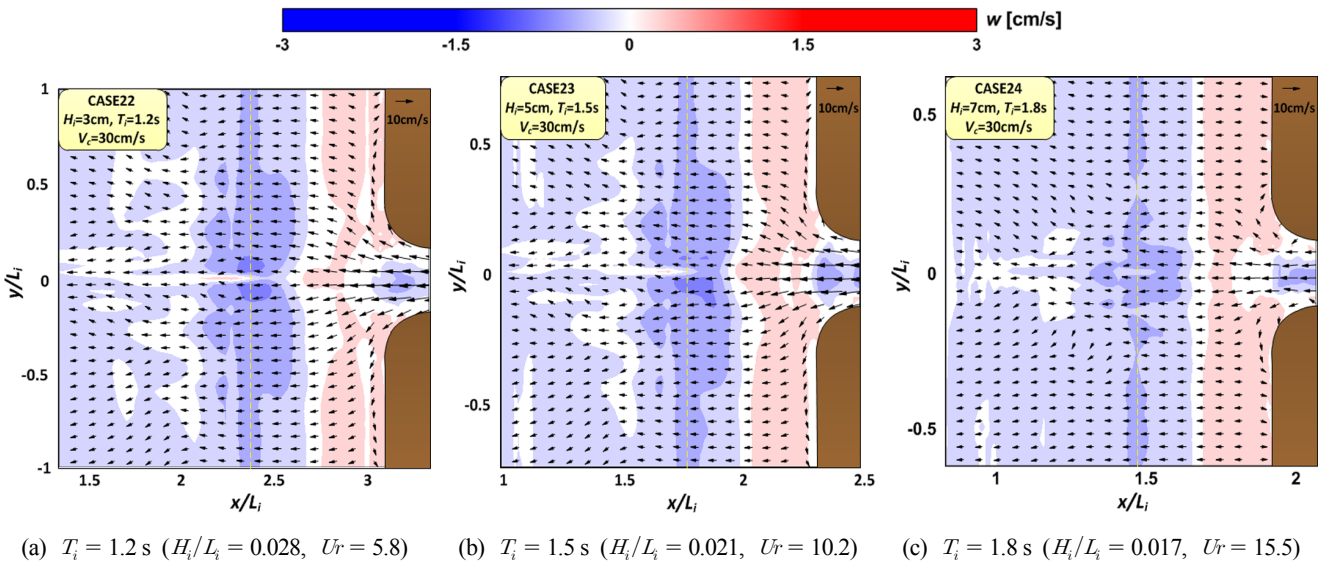 w [cm/s]
-3 -1.5 0 1.5 3
CASE22
Hᵢ=3cm, Tᵢ=1.2s
V꜀=30cm/s
10cm/s
1
0.5
0
-0.5
-1
y/Lᵢ
1.5 2 2.5 3
x/Lᵢ
CASE23
Hᵢ=5cm, Tᵢ=1.5s
V꜀=30cm/s
10cm/s
0.5
0
-0.5
y/Lᵢ
1 1.5 2 2.5
x/Lᵢ
CASE24
Hᵢ=7cm, Tᵢ=1.8s
V꜀=30cm/s
10cm/s
0.5
0
-0.5
y/Lᵢ
1 1.5 2
x/Lᵢ
(a) Tᵢ = 1.2 s (Hᵢ/Lᵢ = 0.028, Ur = 5.8)
(b) Tᵢ = 1.5 s (Hᵢ/Lᵢ = 0.021, Ur = 10.2)
(c) Tᵢ = 1.8 s (Hᵢ/Lᵢ = 0.017, Ur = 15.5)